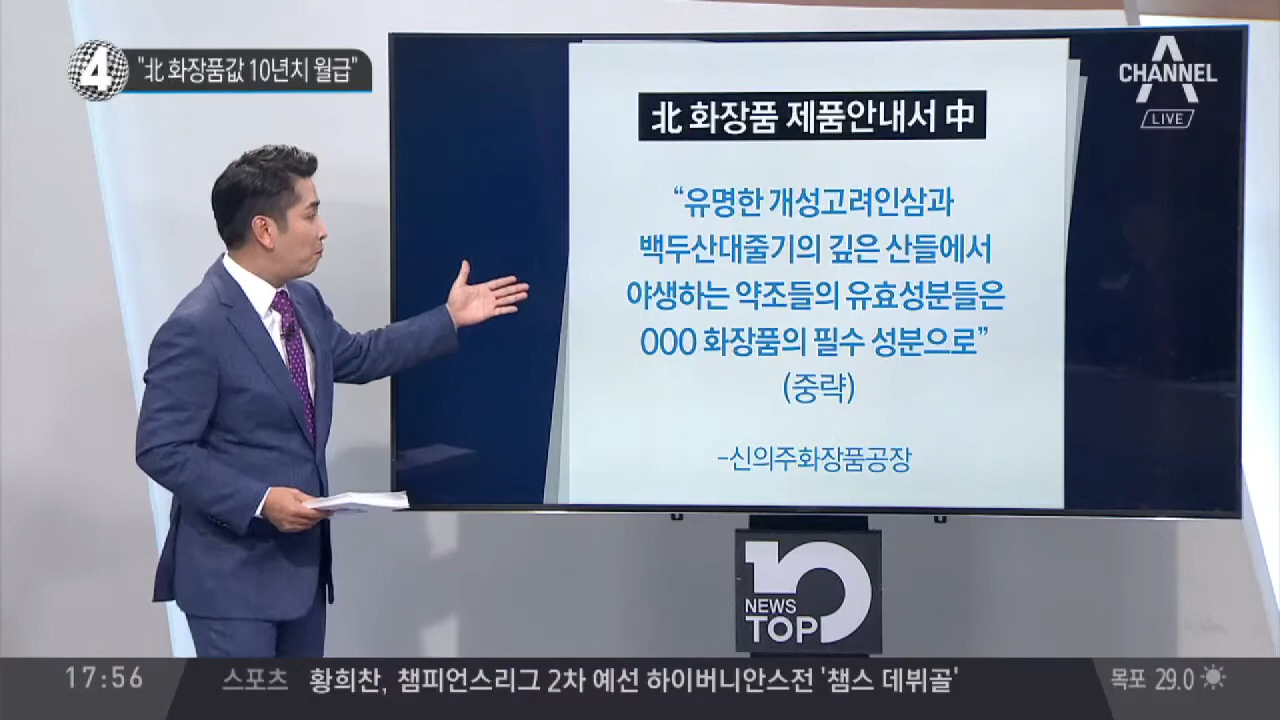 4 "北 화장품값 10년치 월급"
CHANNEL A
LIVE
北 화장품 제품안내서 中
“유명한 개성고려인삼과
백두산대줄기의 깊은 산들에서
야생하는 약조들의 유효성분들은
OOO 화장품의 필수 성분으로”
(중략)
-신의주화장품공장
10
NEWS
TOP
17:56 스포츠 황희찬, 챔피언스리그 2차 예선 하이버니안스전 '챔스 데뷔골' 목포 29.0